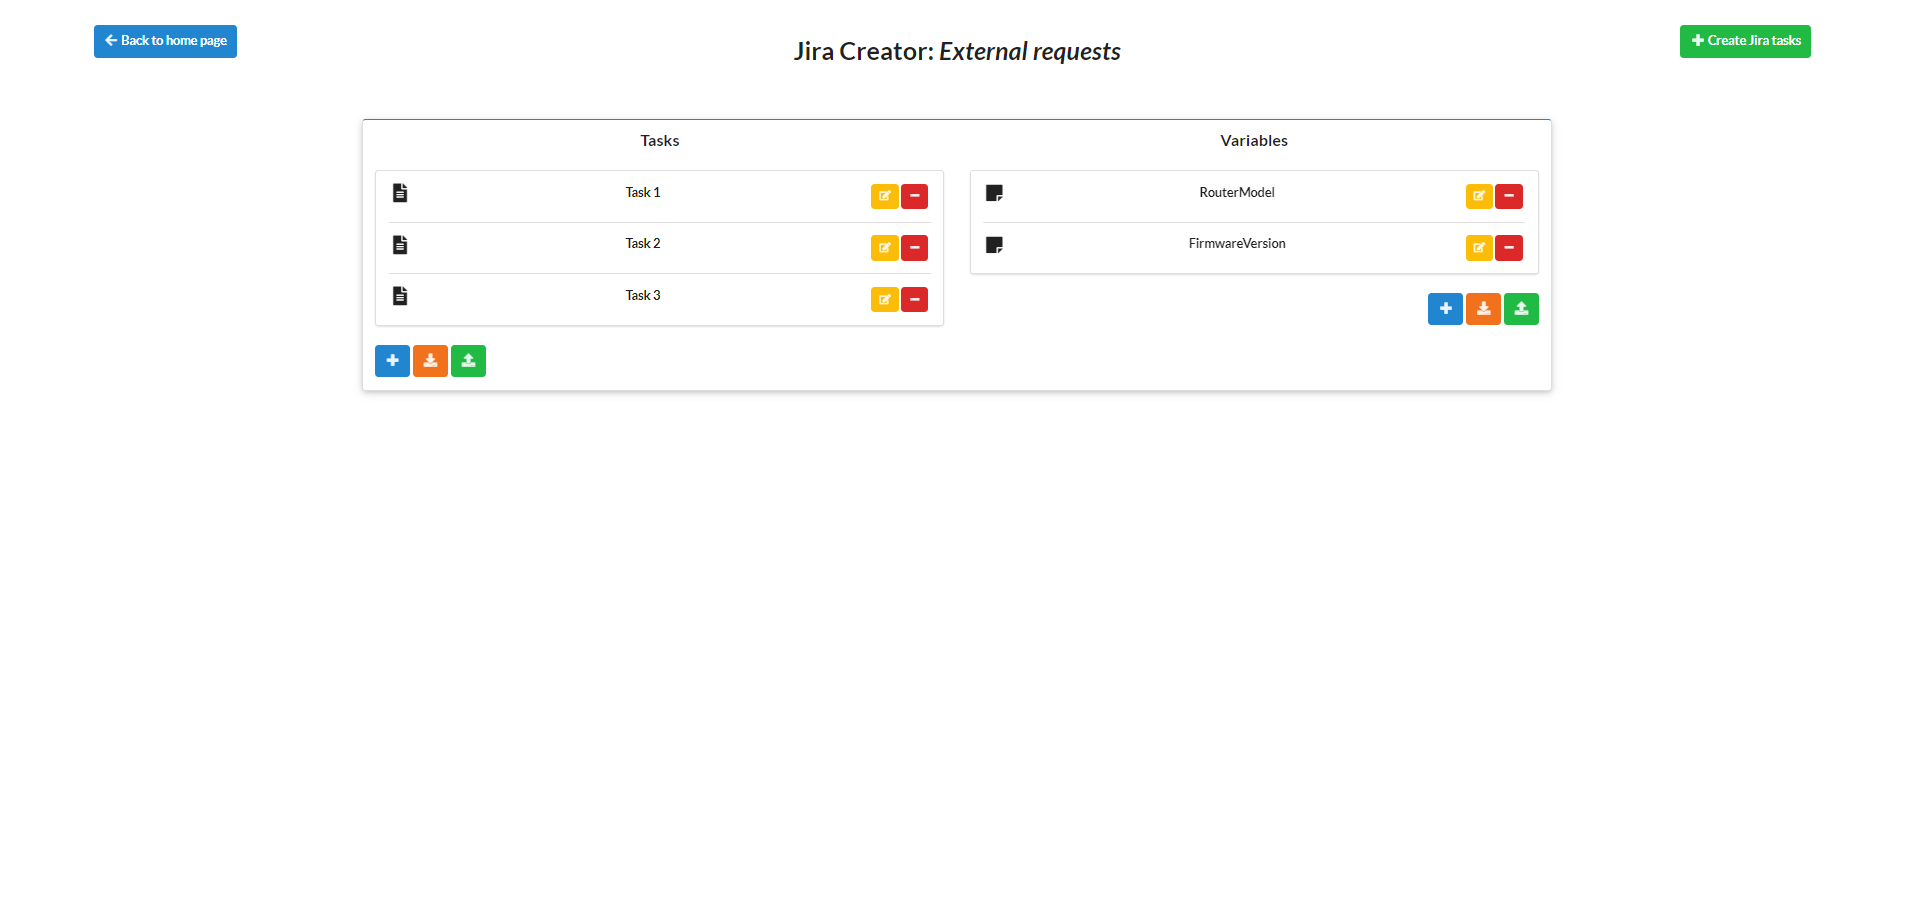 Back to home page
Jira Creator: External requests
Create Jira tasks
Tasks
Task 1
Task 2
Task 3
Variables
RouterModel
FirmwareVersion